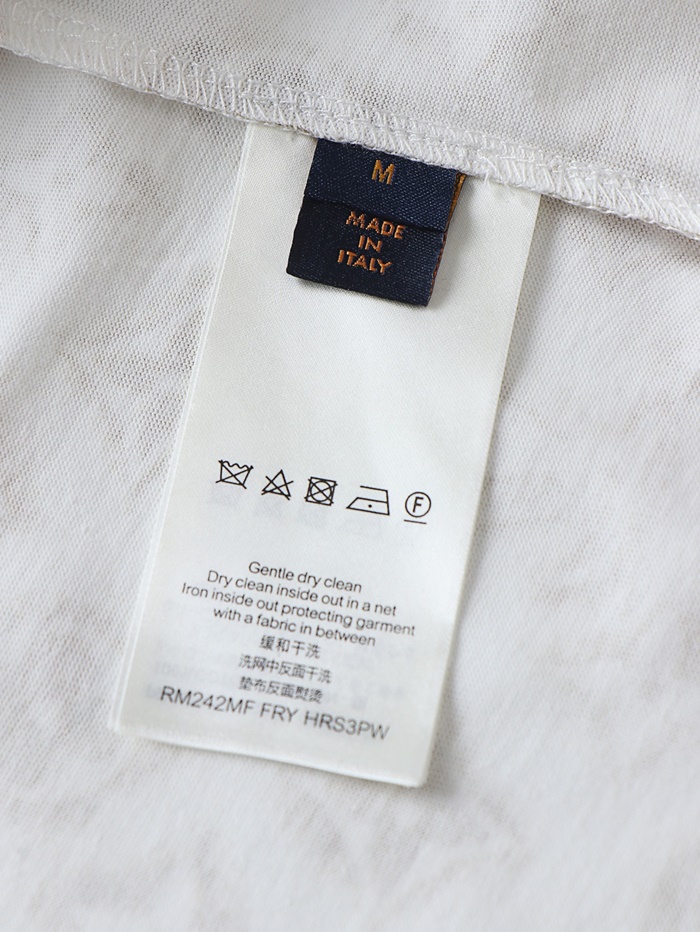 M
MADE
IN
ITALY
F
Gentle dry clean
Dry clean inside out in a net
Iron inside out protecting garment
with a fabric in between
缓和干洗
洗网中反面干洗
垫布反面熨烫
RM242MF FRY HRS3PW